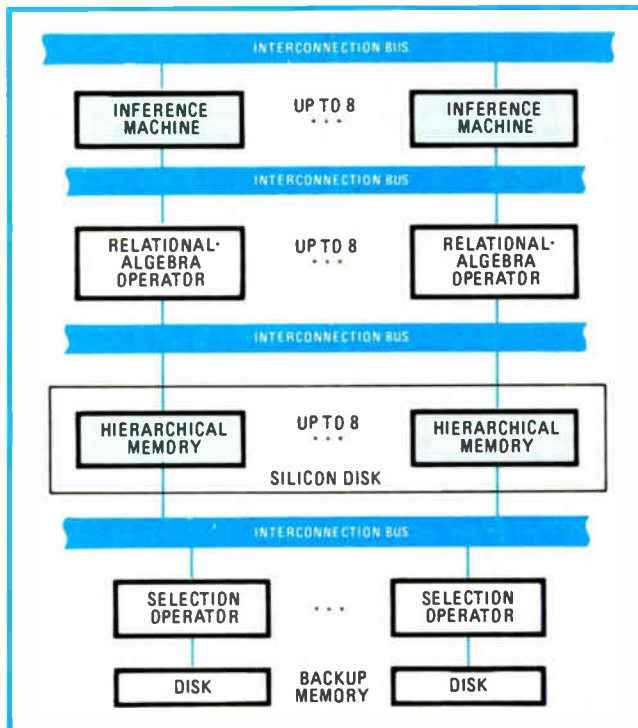 INTERCONNECTION BUS
INFERENCE MACHINE
UP TO 8
...
INFERENCE MACHINE
INTERCONNECTION BUS
RELATIONAL-
ALGEBRA
OPERATOR
UP TO 8
...
RELATIONAL-
ALGEBRA
OPERATOR
INTERCONNECTION BUS
HIERARCHICAL
MEMORY
UP TO 8
...
HIERARCHICAL
MEMORY
SILICON DISK
INTERCONNECTION BUS
SELECTION
OPERATOR
...
SELECTION
OPERATOR
DISK
BACKUP
MEMORY
DISK